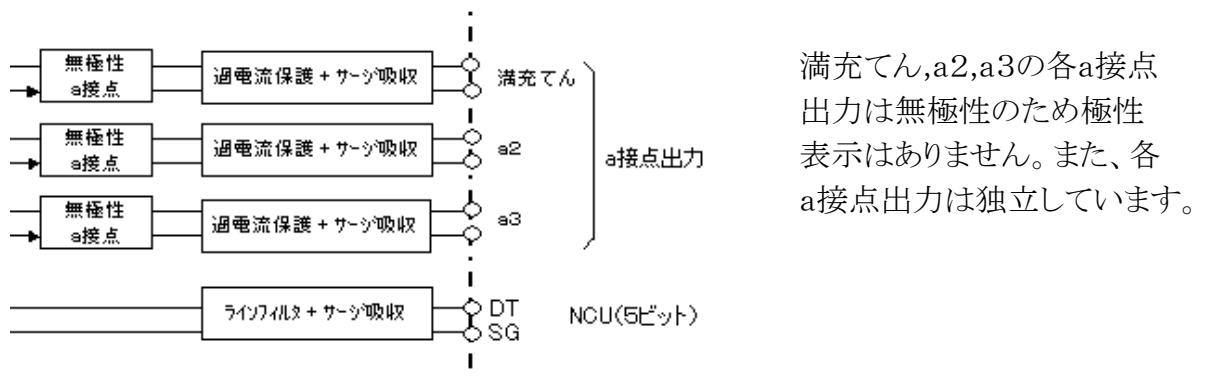 無極性
a接点
過電流保護 + サージ吸収
満充てん
無極性
a接点
過電流保護 + サージ吸収
a2
a接点出力
無極性
a接点
過電流保護 + サージ吸収
a3
ラインフィルタ + サージ吸収
DT
SG
NCU(5ビット)
満充てん,a2,a3の各a接点
出力は無極性のため極性
表示はありません。また、各
a接点出力は独立しています。